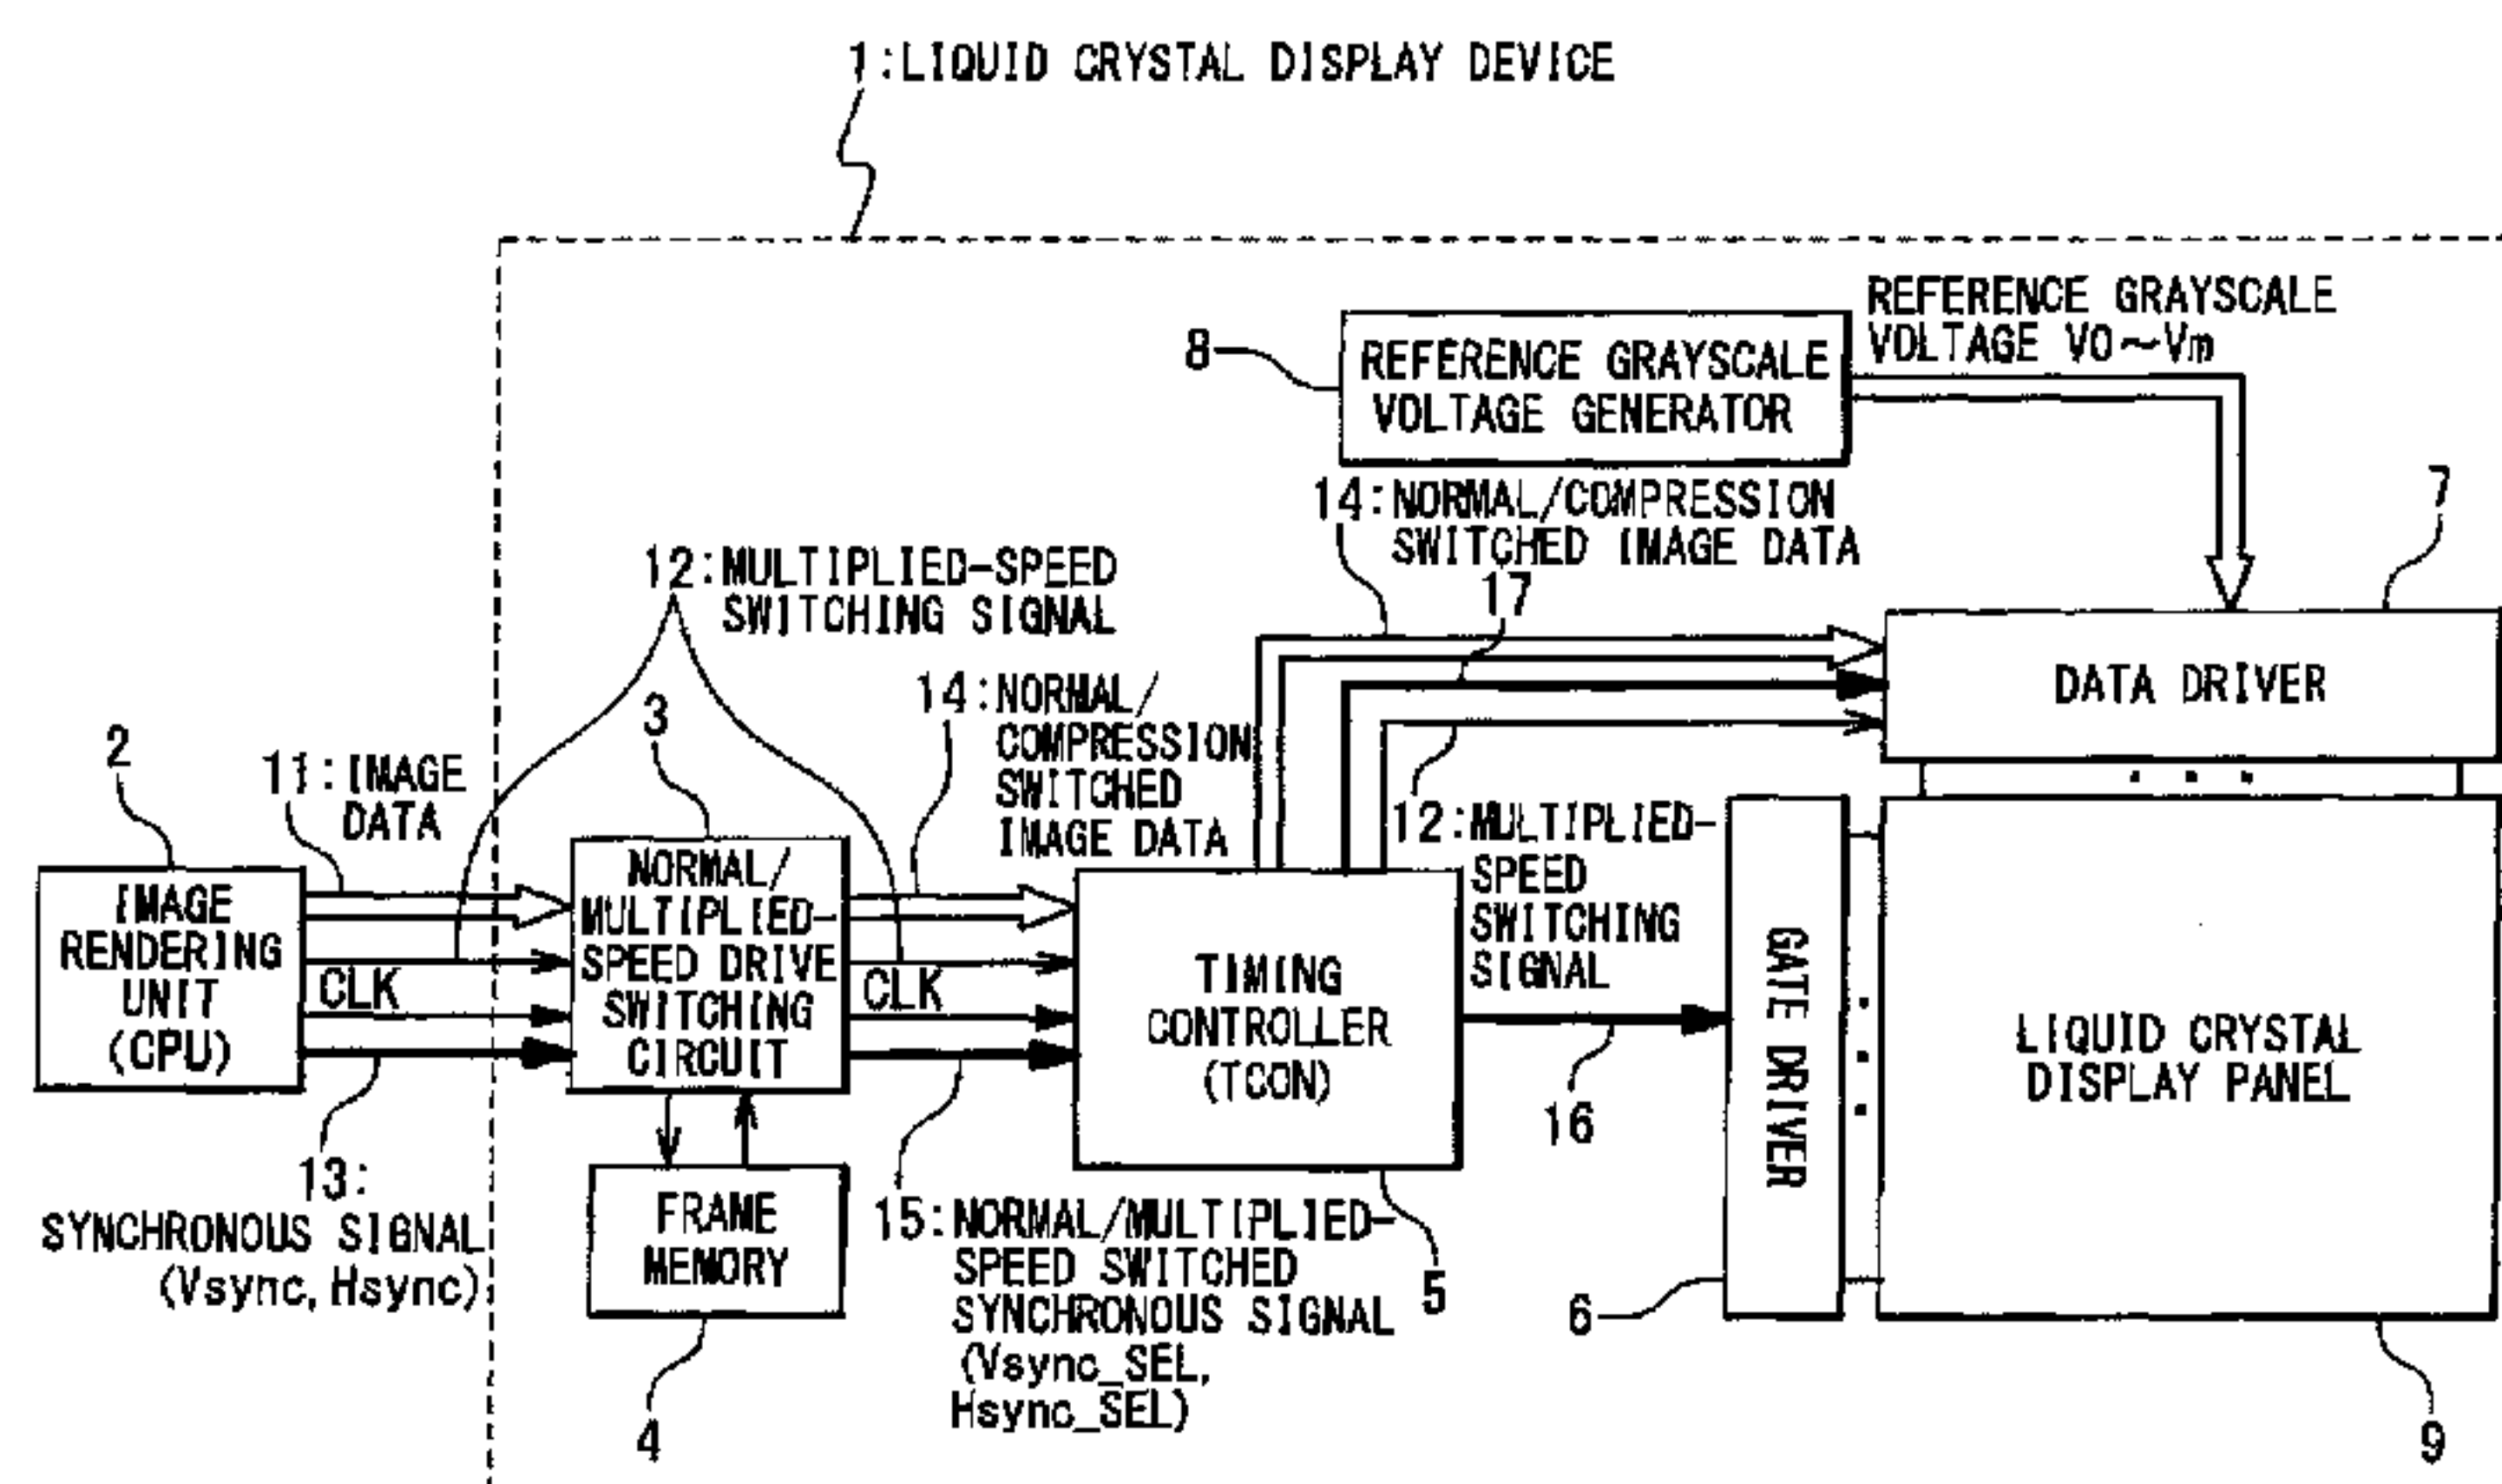 1:LIQUID CRYSTAL DISPLAY DEVICE
REFERENCE GRAYSCALE
VOLTAGE V0~Vm
8
REFERENCE GRAYSCALE
VOLTAGE GENERATOR
14:NORMAL/COMPRESSION
SWITCHED IMAGE DATA
7
17
12:MULTIPLIED-SPEED
SWITCHING SIGNAL
DATA DRIVER
14:NORMAL/
COMPRESSION
SWITCHED
IMAGE DATA
3
2
11:IMAGE
DATA
12:MULTIPLIED-
SPEED
SWITCHING
SIGNAL
IMAGE
RENDERING
UNIT
(CPU)
CLK
NORMAL/
MULTIPLIED-
SPEED DRIVE
SWITCHING
CIRCUIT
CLK
TIMING
CONTROLLER
(TCON)
GATE DRIVER
LIQUID CRYSTAL
DISPLAY PANEL
16
13:
SYNCHRONOUS SIGNAL
(Vsync, Hsync)
FRAME
MEMORY
15:NORMAL/MULTIPLIED-
SPEED SWITCHED
SYNCHRONOUS SIGNAL
(Vsync_SEL,
Hsync_SEL)
5
6
4
9